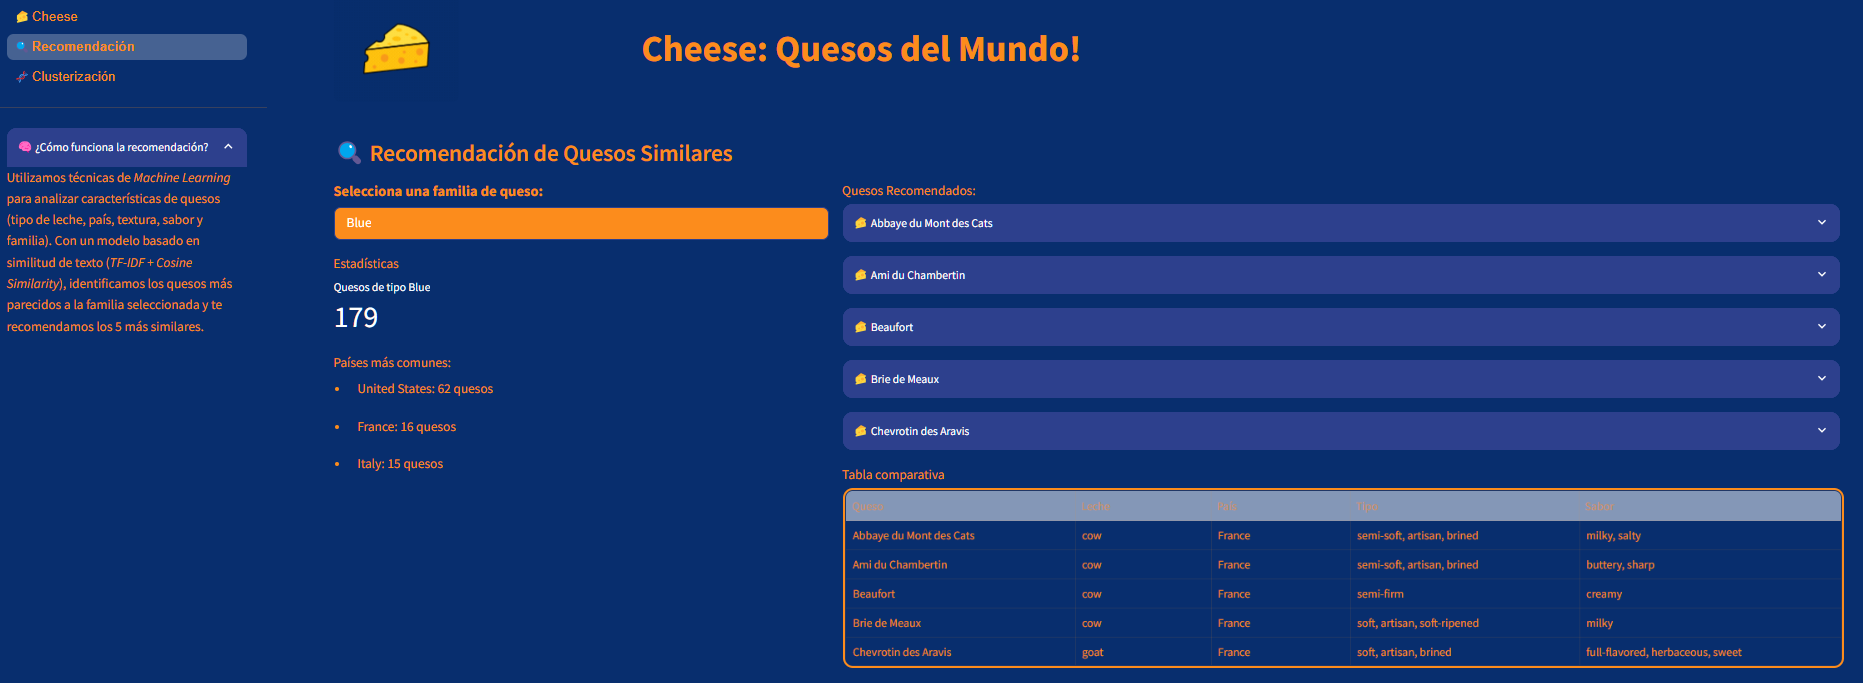 Cheese
Recomendación
Clusterización
¿Cómo funciona la recomendación?
Utilizamos técnicas de Machine Learning
para analizar características de quesos
(tipo de leche, país, textura, sabor y
familia). Con un modelo basado en
similitud de texto (TF-IDF + Cosine
Similarity), identificamos los quesos más
parecidos a la familia seleccionada y te
recomendamos los 5 más similares.
Cheese: Quesos del Mundo!
Recomendación de Quesos Similares
Selecciona una familia de queso:
Blue
Estadísticas
Quesos de tipo Blue
179
Países más comunes:
• United States: 62 quesos
• France: 16 quesos
• Italy: 15 quesos
Quesos Recomendados:
Abbaye du Mont des Cats
Ami du Chambertin
Beaufort
Brie de Meaux
Chevrotin des Aravis
Tabla comparativa
Queso Leche País Tipo Sabor
Abbaye du Mont des Cats cow France semi-soft, artisan, brined milky, salty
Ami du Chambertin cow France semi-soft, artisan, brined buttery, sharp
Beaufort cow France semi-firm creamy
Brie de Meaux cow France soft, artisan, soft-ripened milky
Chevrotin des Aravis goat France soft, artisan, brined full-flavored, herbaceous, sweet